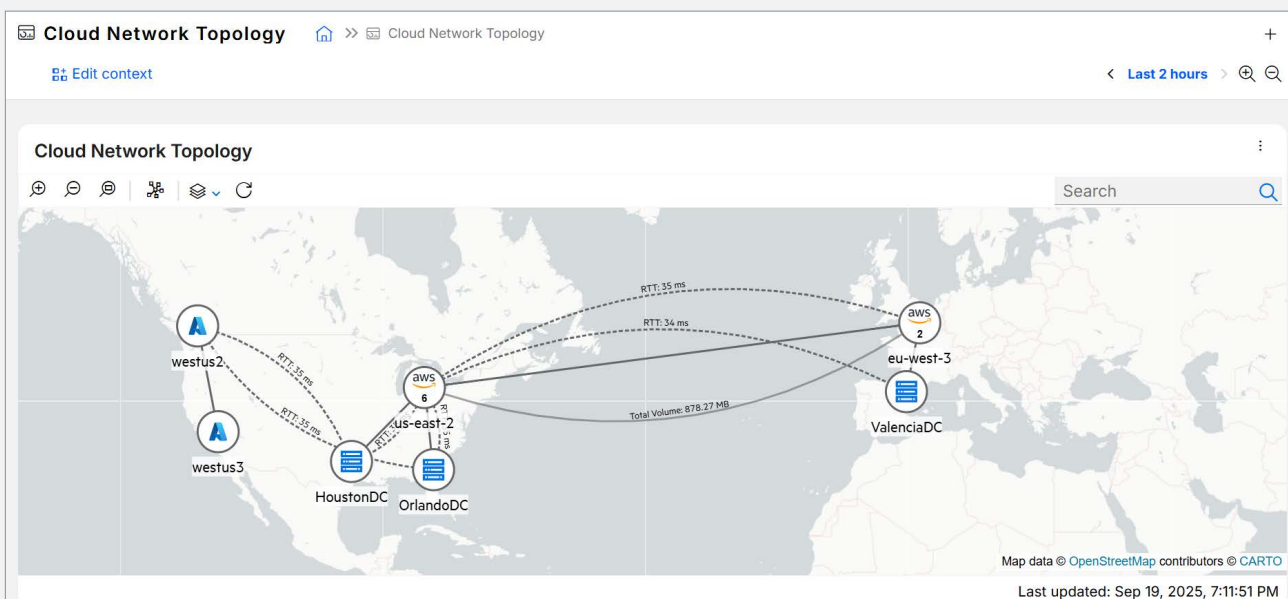 Cloud Network Topology
Cloud Network Topology
Edit context
Last 2 hours
Cloud Network Topology
Search
RTT: 35 ms
RTT: 34 ms
aws
2
eu-west-3
westus2
RTT: 35 ms
aws
6
us-east-2
RTT: 35 ms
Total Volume: 878.27 MB
ValenciaDC
westus3
HoustonDC
OrlandoDC
Map data © OpenStreetMap contributors © CARTO
Last updated: Sep 19, 2025, 7:11:51 PM